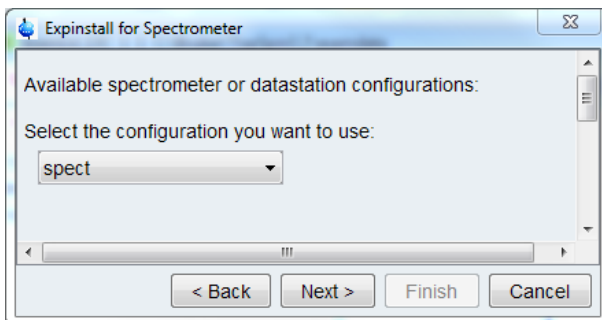 Expinstall for Spectrometer
Available spectrometer or datastation configurations:
Select the configuration you want to use:
spect
< Back Next > Finish Cancel